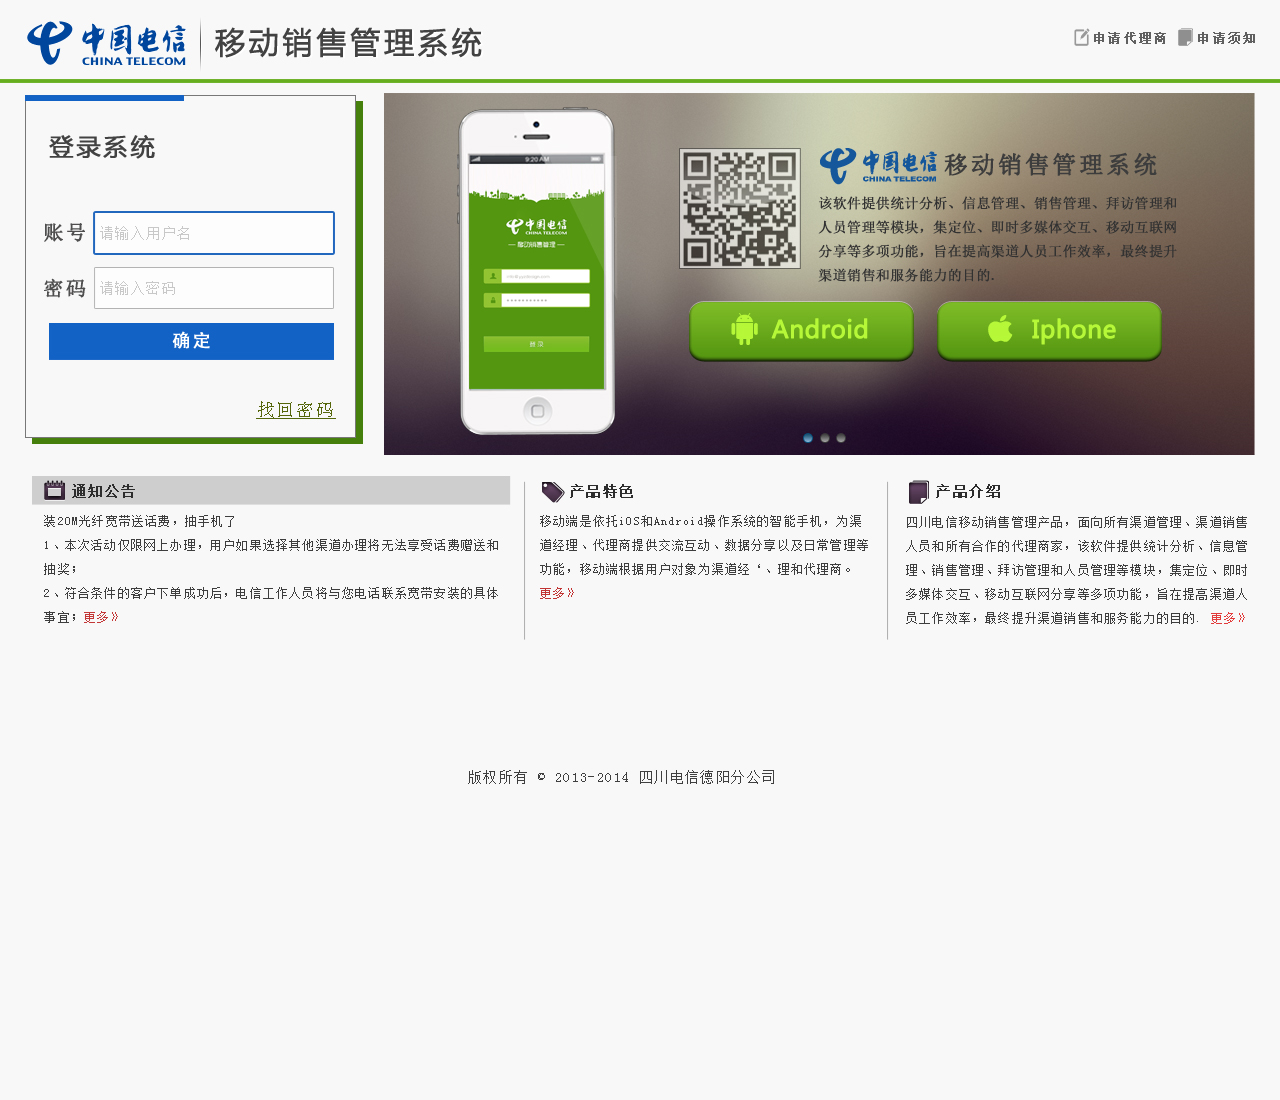 中国电信 移动销售管理系统
CHINA TELECOM
申请代理商 申请须知
登录系统
账号 请输入用户名
密码 请输入密码
确定
找回密码
9:20 AM
中国电信
CHINA TELECOM
移动销售管理
登录
中国电信 移动销售管理系统
CHINA TELECOM
该软件提供统计分析、信息管理、销售管理、拜访管理和
人员管理等模块，集定位、即时多媒体交互、移动互联网
分享等多项功能，旨在提高渠道人员工作效率，最终提升
渠道销售和服务能力的目的.
Android
Iphone
通知公告
装20M光纤宽带送话费，抽手机了
1、本次活动仅限网上办理，用户如果选择其他渠道办理将无法享受话费赠送和
抽奖；
2、符合条件的客户下单成功后，电信工作人员将与您电话联系宽带安装的具体
事宜；更多》
产品特色
移动端是依托iOS和Android操作系统的智能手机，为渠
道经理、代理商提供交流互动、数据分享以及日常管理等
功能，移动端根据用户对象为渠道经‘、理和代理商。
更多》
产品介绍
四川电信移动销售管理产品，面向所有渠道管理、渠道销售
人员和所有合作的代理商家，该软件提供统计分析、信息管
理、销售管理、拜访管理和人员管理等模块，集定位、即时
多媒体交互、移动互联网分享等多项功能，旨在提高渠道人
员工作效率，最终提升渠道销售和服务能力的目的. 更多》
版权所有 © 2013-2014 四川电信德阳分公司